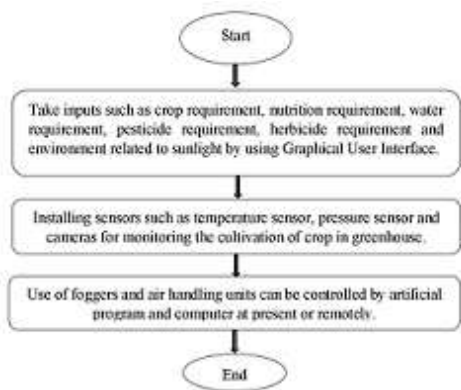 Start
Take inputs such as crop requirement, nutrition requirement, water
requirement, pesticide requirement, herbicide requirement and
environment related to sunlight by using Graphical User Interface.
Installing sensors such as temperature sensor, pressure sensor and
cameras for monitoring the cultivation of crop in greenhouse.
Use of foggers and air handling units can be controlled by artificial
program and computer at present or remotely.
End